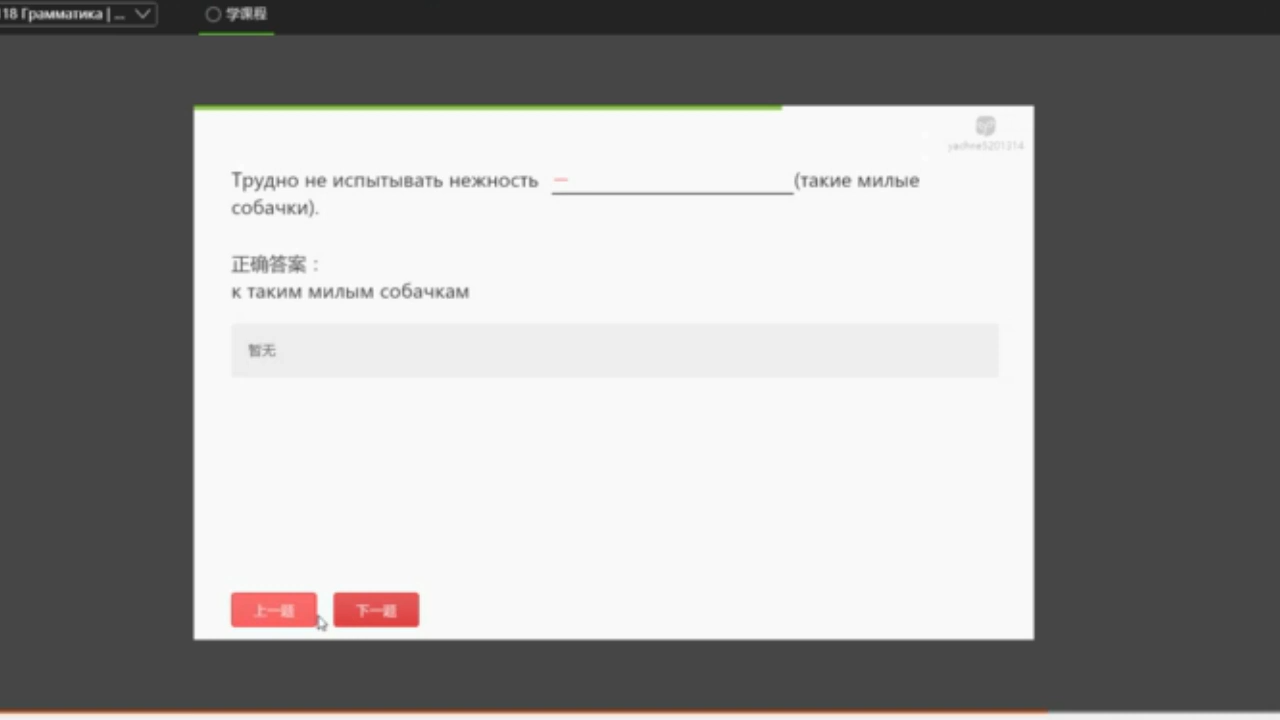 118 Грамматика | ...
学课程
Трудно не испытывать нежность — (такие милые
собачки).
正确答案：
к таким милым собачкам
暂无
上一题
下一题